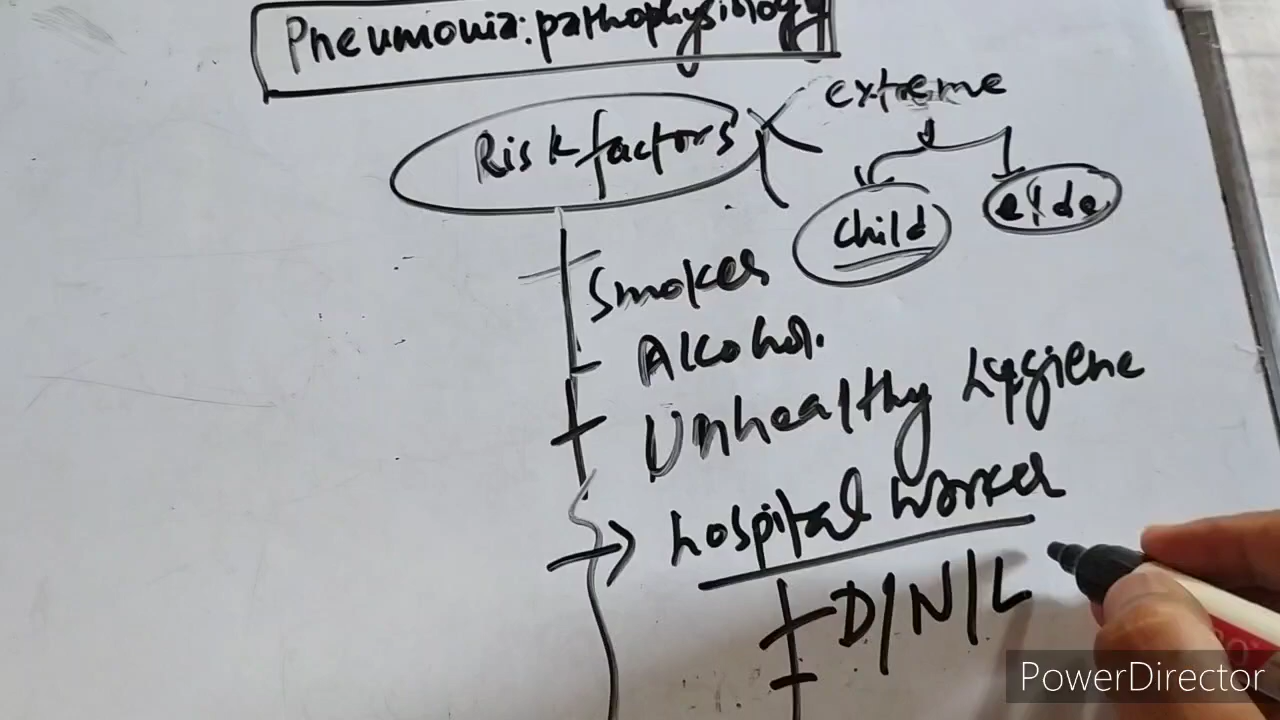 Pneumonia: pathophysiology
Risk factors
extreme
child
elde
Smoker
Alcohol.
Unhealthy hygiene
hospital worker
D/N/L
PowerDirector